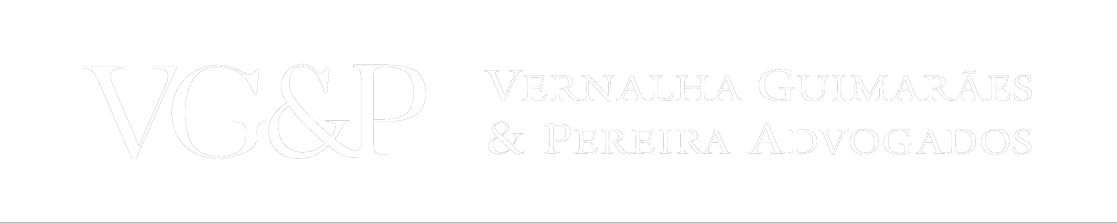 VG&P
VERNALHA GUIMARÃES
& PEREIRA ADVOGADOS